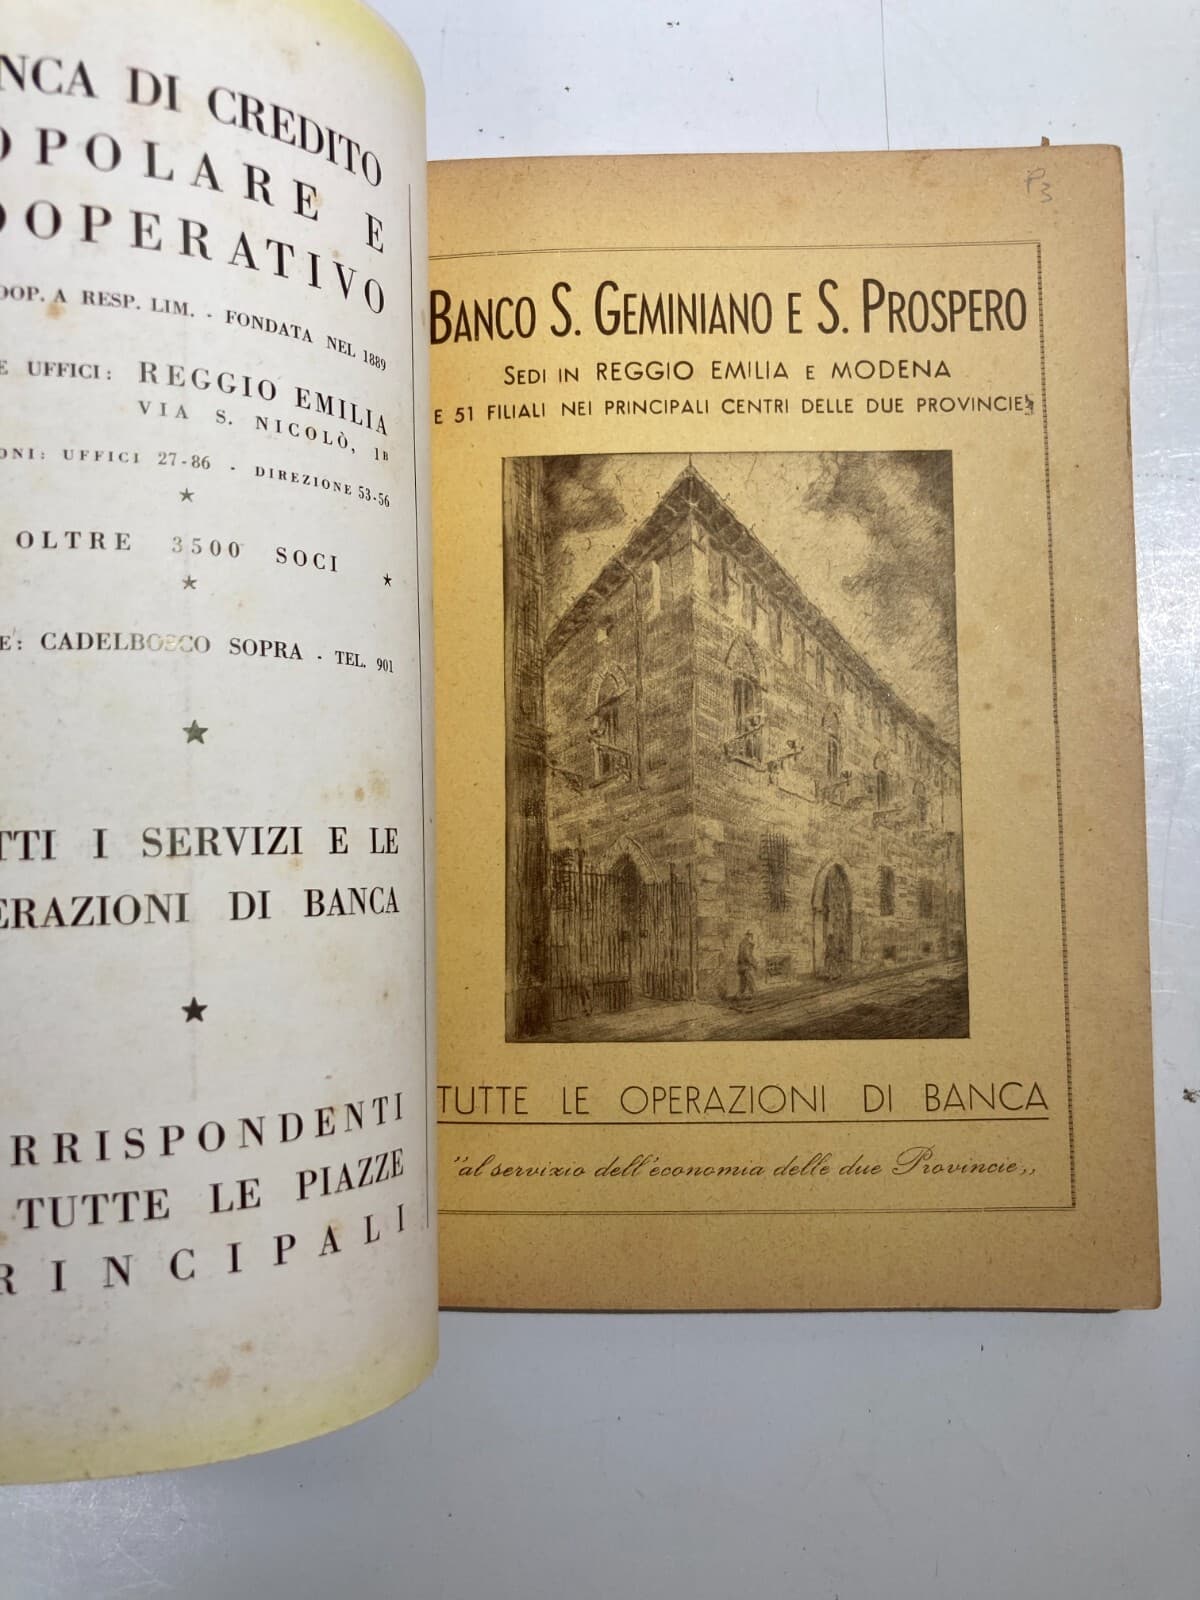 NCA DI CREDITO
OPOLARE E
OOPERATIVO
OOP. A RESP. LIM. - FONDATA NEL 1889
E UFFICI: REGGIO EMILIA
VIA S. NICOLÒ, 1B
ONI: UFFICI 27-86 - DIREZIONE 53-56
OLTRE 3500 SOCI
E: CADELBOSCO SOPRA - TEL. 901
TTI I SERVIZI E LE
ERAZIONI DI BANCA
RRISPONDENTI
TUTTE LE PIAZZE
RINCIPALI
P3
BANCO S. GEMINIANO E S. PROSPERO
SEDI IN REGGIO EMILIA E MODENA
E 51 FILIALI NEI PRINCIPALI CENTRI DELLE DUE PROVINCIE
TUTTE LE OPERAZIONI DI BANCA
"al servizio dell'economia delle due Provincie„